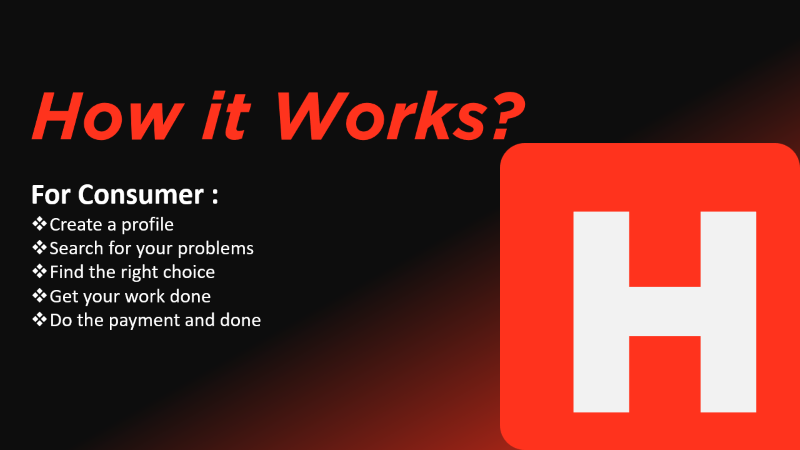 How it Works?
For Consumer :
❖Create a profile
❖Search for your problems
❖Find the right choice
❖Get your work done
❖Do the payment and done
H